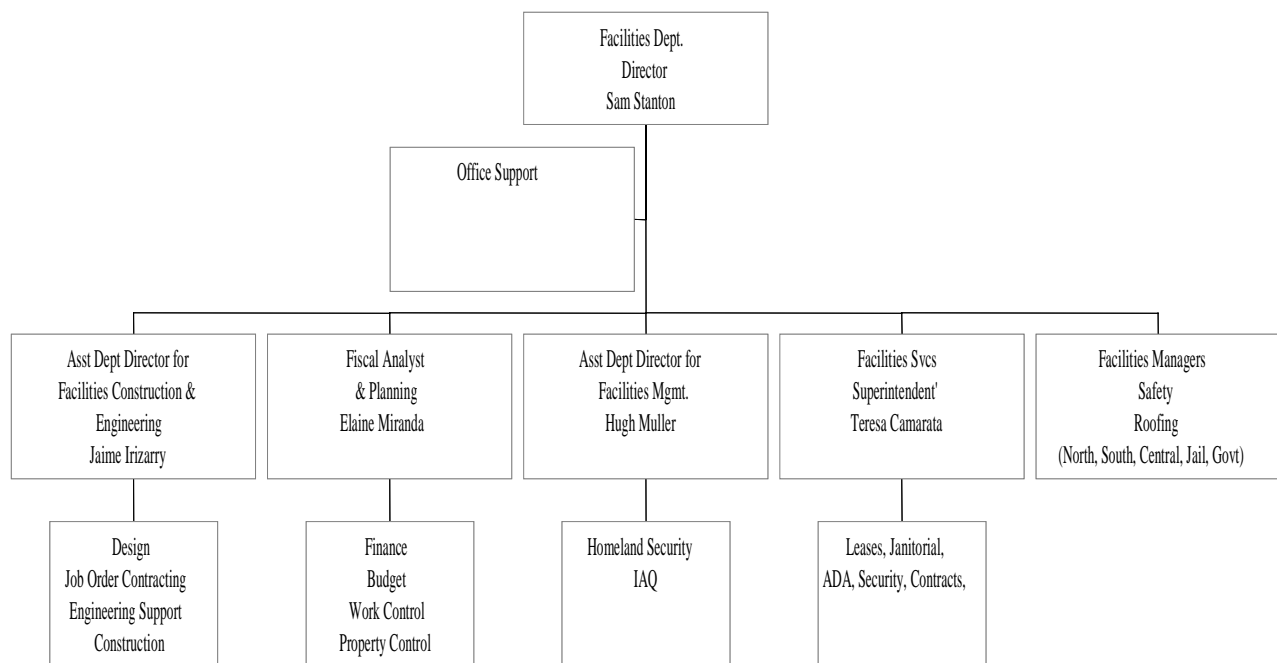 Facilities Dept.
Director
Sam Stanton
Office Support
Asst Dept Director for
Facilities Construction &
Engineering
Jaime Irizarry
Fiscal Analyst
& Planning
Elaine Miranda
Asst Dept Director for
Facilities Mgmt.
Hugh Muller
Facilities Svcs
Superintendent'
Teresa Camarata
Facilities Managers
Safety
Roofing
(North, South, Central, Jail, Govt)
Design
Job Order Contracting
Engineering Support
Construction
Finance
Budget
Work Control
Property Control
Homeland Security
IAQ
Leases, Janitorial,
ADA, Security, Contracts,